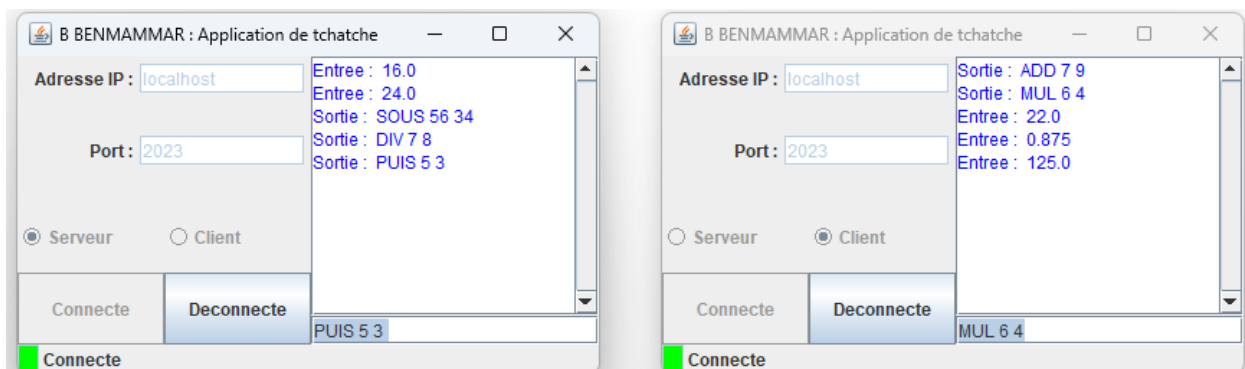 B BENMAMMAR : Application de tchatche
Adresse IP : localhost
Port : 2023
Serveur
Client
Connecte
Deconnecte
Entree : 16.0
Entree : 24.0
Sortie : SOUS 56 34
Sortie : DIV 7 8
Sortie : PUIS 5 3
PUIS 5 3
Connecte
B BENMAMMAR : Application de tchatche
Adresse IP : localhost
Port : 2023
Serveur
Client
Connecte
Deconnecte
Sortie : ADD 7 9
Sortie : MUL 6 4
Entree : 22.0
Entree : 0.875
Entree : 125.0
MUL 6 4
Connecte